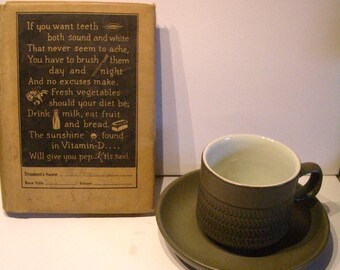 If you want teeth
both sound and white
That never seem to ache,
You have to brush them
day and night
And no excuses make.
Fresh vegetables
should your diet be;
Drink milk, eat fruit
and bread.
The sunshine found
in Vitamin-D....
Will give you pep 'tis said.
Student's Name
School